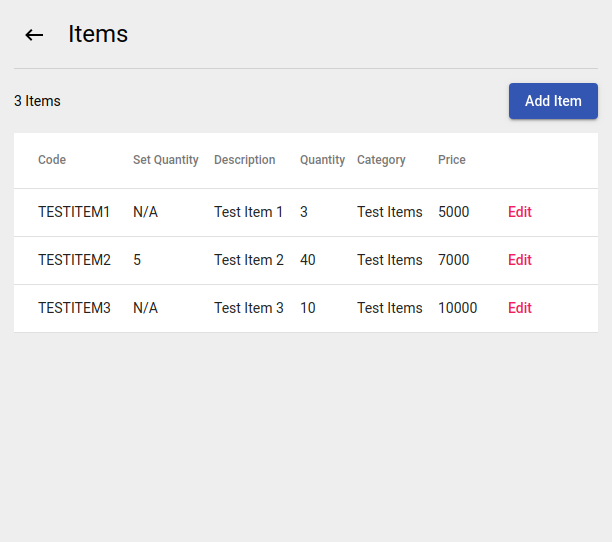 Items
3 Items Add Item
Code Set Quantity Description Quantity Category Price
TESTITEM1 N/A Test Item 1 3 Test Items 5000 Edit
TESTITEM2 5 Test Item 2 40 Test Items 7000 Edit
TESTITEM3 N/A Test Item 3 10 Test Items 10000 Edit